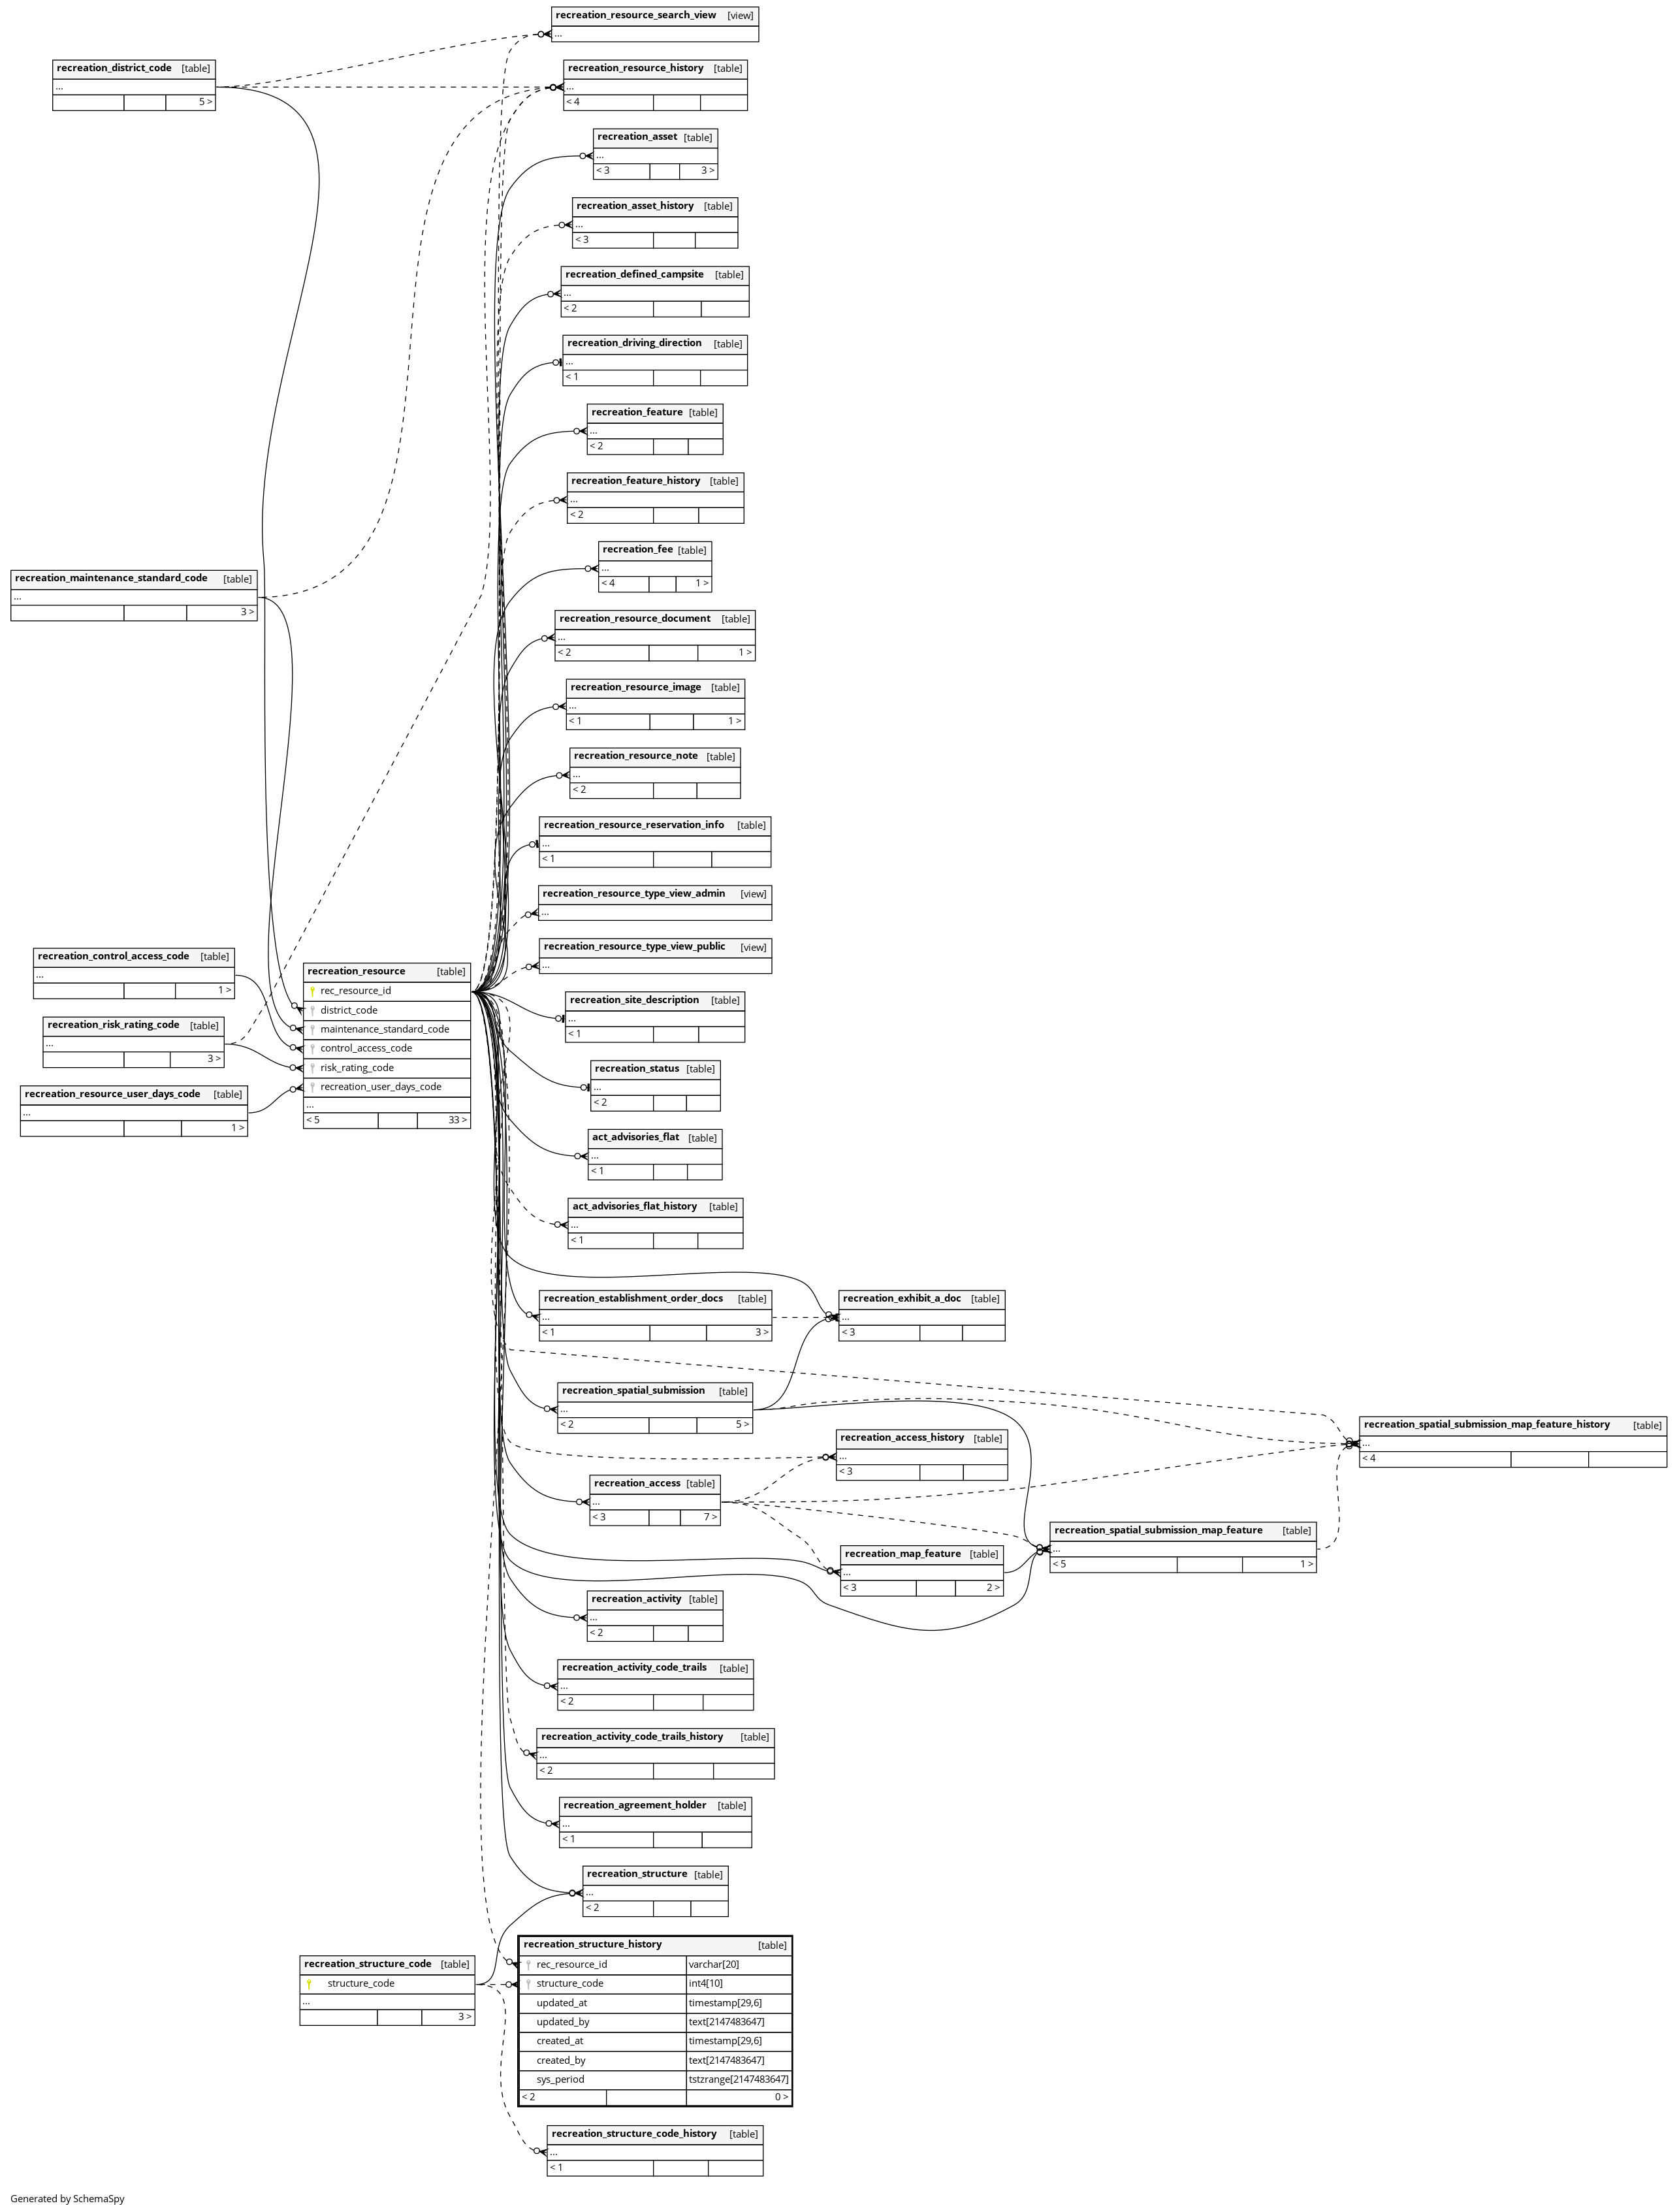 recreation_resource_search_view [view]
...
recreation_district_code [table]
...
5 >
recreation_resource_history [table]
...
< 4
recreation_asset [table]
...
< 3 3 >
recreation_asset_history [table]
...
< 3
recreation_defined_campsite [table]
...
< 2
recreation_driving_direction [table]
...
< 1
recreation_feature [table]
...
< 2
recreation_feature_history [table]
...
< 2
recreation_fee [table]
...
< 4 1 >
recreation_maintenance_standard_code [table]
...
3 >
recreation_resource_document [table]
...
< 2 1 >
recreation_resource_image [table]
...
< 1 1 >
recreation_resource_note [table]
...
< 2
recreation_resource_reservation_info [table]
...
< 1
recreation_resource_type_view_admin [view]
...
recreation_resource_type_view_public [view]
...
recreation_control_access_code [table]
...
1 >
recreation_risk_rating_code [table]
...
3 >
recreation_resource_user_days_code [table]
...
1 >
recreation_resource [table]
rec_resource_id
district_code
maintenance_standard_code
control_access_code
risk_rating_code
recreation_user_days_code
...
< 5 33 >
recreation_site_description [table]
...
< 1
recreation_status [table]
...
< 2
act_advisories_flat [table]
...
< 1
act_advisories_flat_history [table]
...
< 1
recreation_establishment_order_docs [table]
...
< 1 3 >
recreation_exhibit_a_doc [table]
...
< 3
recreation_spatial_submission [table]
...
< 2 5 >
recreation_spatial_submission_map_feature_history [table]
...
< 4
recreation_access_history [table]
...
< 3
recreation_access [table]
...
< 3 7 >
recreation_spatial_submission_map_feature [table]
...
< 5 1 >
recreation_map_feature [table]
...
< 3 2 >
recreation_activity [table]
...
< 2
recreation_activity_code_trails [table]
...
< 2
recreation_activity_code_trails_history [table]
...
< 2
recreation_agreement_holder [table]
...
< 1
recreation_structure [table]
...
< 2
recreation_structure_code [table]
structure_code
...
3 >
recreation_structure_history [table]
rec_resource_id varchar[20]
structure_code int4[10]
updated_at timestamp[29,6]
updated_by text[2147483647]
created_at timestamp[29,6]
created_by text[2147483647]
sys_period tstzrange[2147483647]
< 2 0 >
recreation_structure_code_history [table]
...
< 1
Generated by SchemaSpy